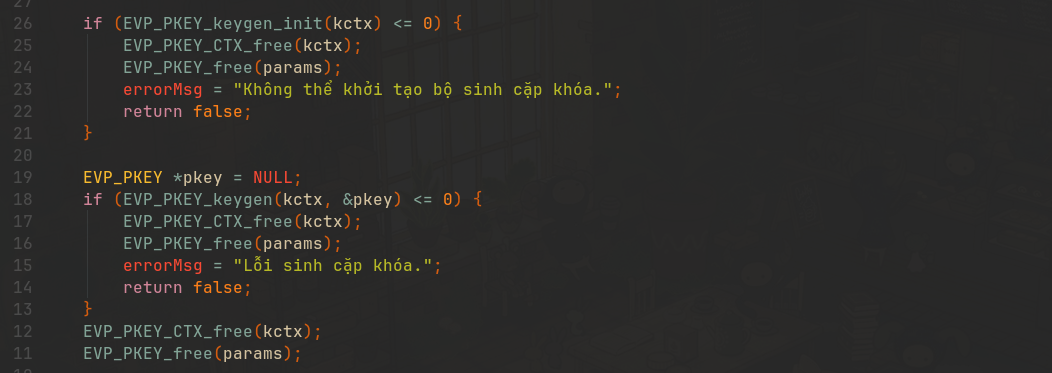 27
26     if (EVP_PKEY_keygen_init(kctx) <= 0) {
25         EVP_PKEY_CTX_free(kctx);
24         EVP_PKEY_free(params);
23         errorMsg = "Không thể khởi tạo bộ sinh cặp khóa.";
22         return false;
21     }
20
19     EVP_PKEY *pkey = NULL;
18     if (EVP_PKEY_keygen(kctx, &pkey) <= 0) {
17         EVP_PKEY_CTX_free(kctx);
16         EVP_PKEY_free(params);
15         errorMsg = "Lỗi sinh cặp khóa.";
14         return false;
13     }
12     EVP_PKEY_CTX_free(kctx);
11     EVP_PKEY_free(params);
10